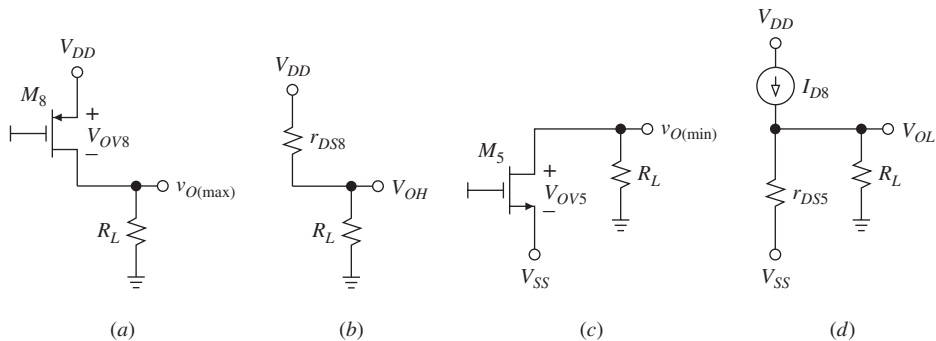 V_DD
M_8
+
V_OV8
−
v_O(max)
R_L
(a)
V_DD
r_DS8
V_OH
R_L
(b)
M_5
+
V_OV5
−
v_O(min)
R_L
V_SS
(c)
V_DD
I_D8
V_OL
r_DS5
R_L
V_SS
(d)